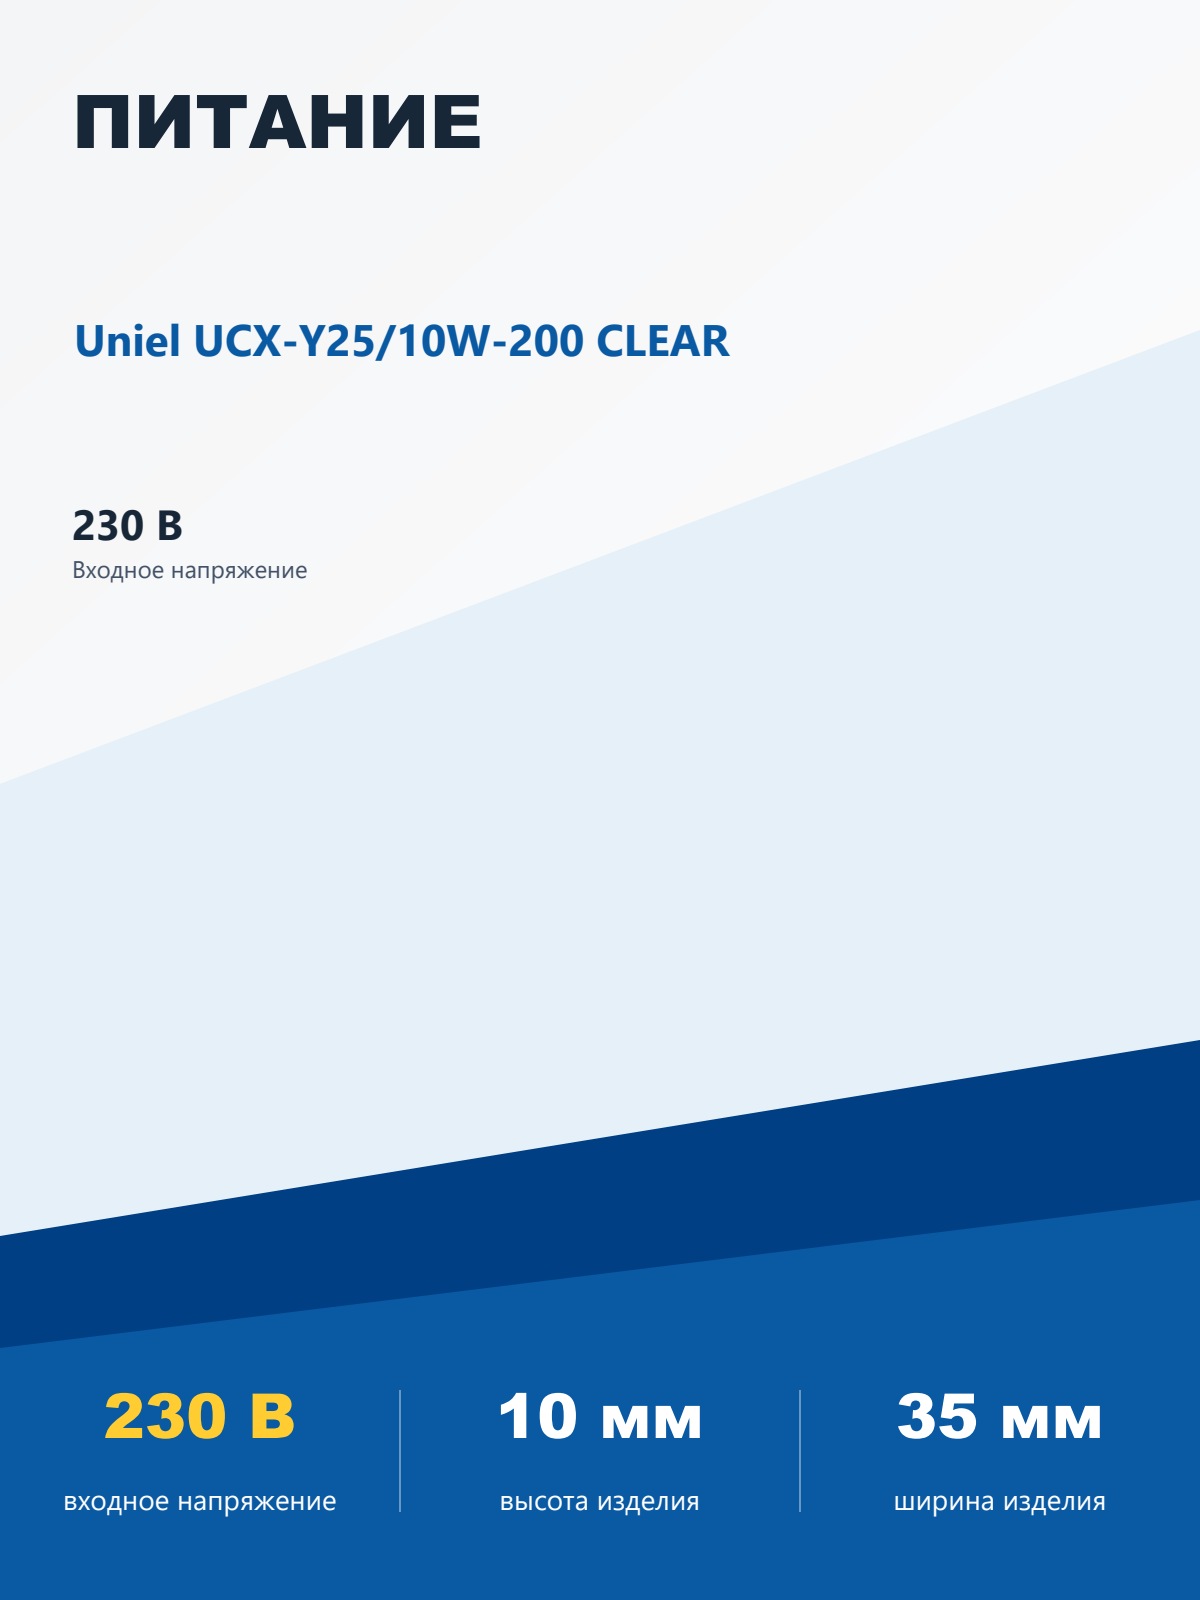 ПИТАНИЕ
Uniel UCX-Y25/10W-200 CLEAR
230 В
Входное напряжение
230 В
входное напряжение
10 мм
высота изделия
35 мм
ширина изделия